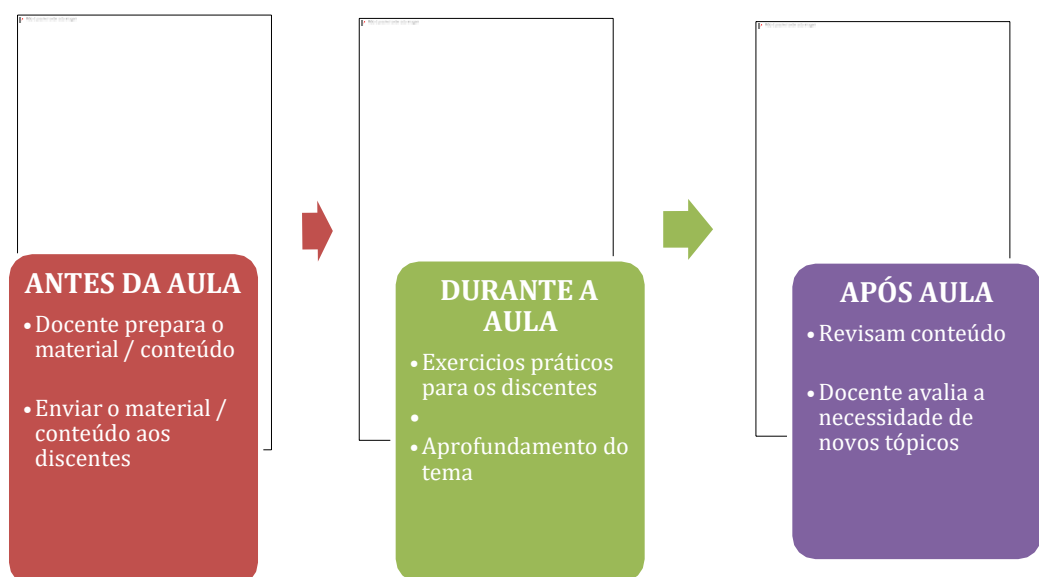 ANTES DA AULA
•Docente prepara o
material / conteúdo
•Enviar o material /
conteúdo aos
discentes
DURANTE A
AULA
•Exercicios práticos
para os discentes
•
•Aprofundamento do
tema
APÓS AULA
•Revisam conteúdo
•Docente avalia a
necessidade de
novos tópicos